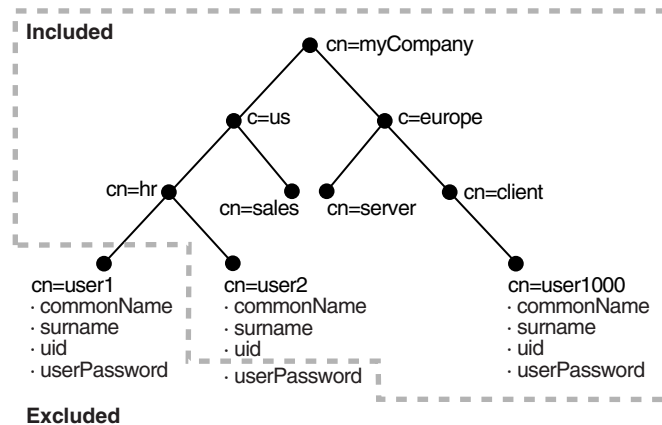 Included
cn=myCompany
c=us
c=europe
cn=hr
cn=sales
cn=server
cn=client
cn=user1
· commonName
· surname
· uid
· userPassword
cn=user2
· commonName
· surname
· uid
· userPassword
cn=user1000
· commonName
· surname
· uid
· userPassword
Excluded